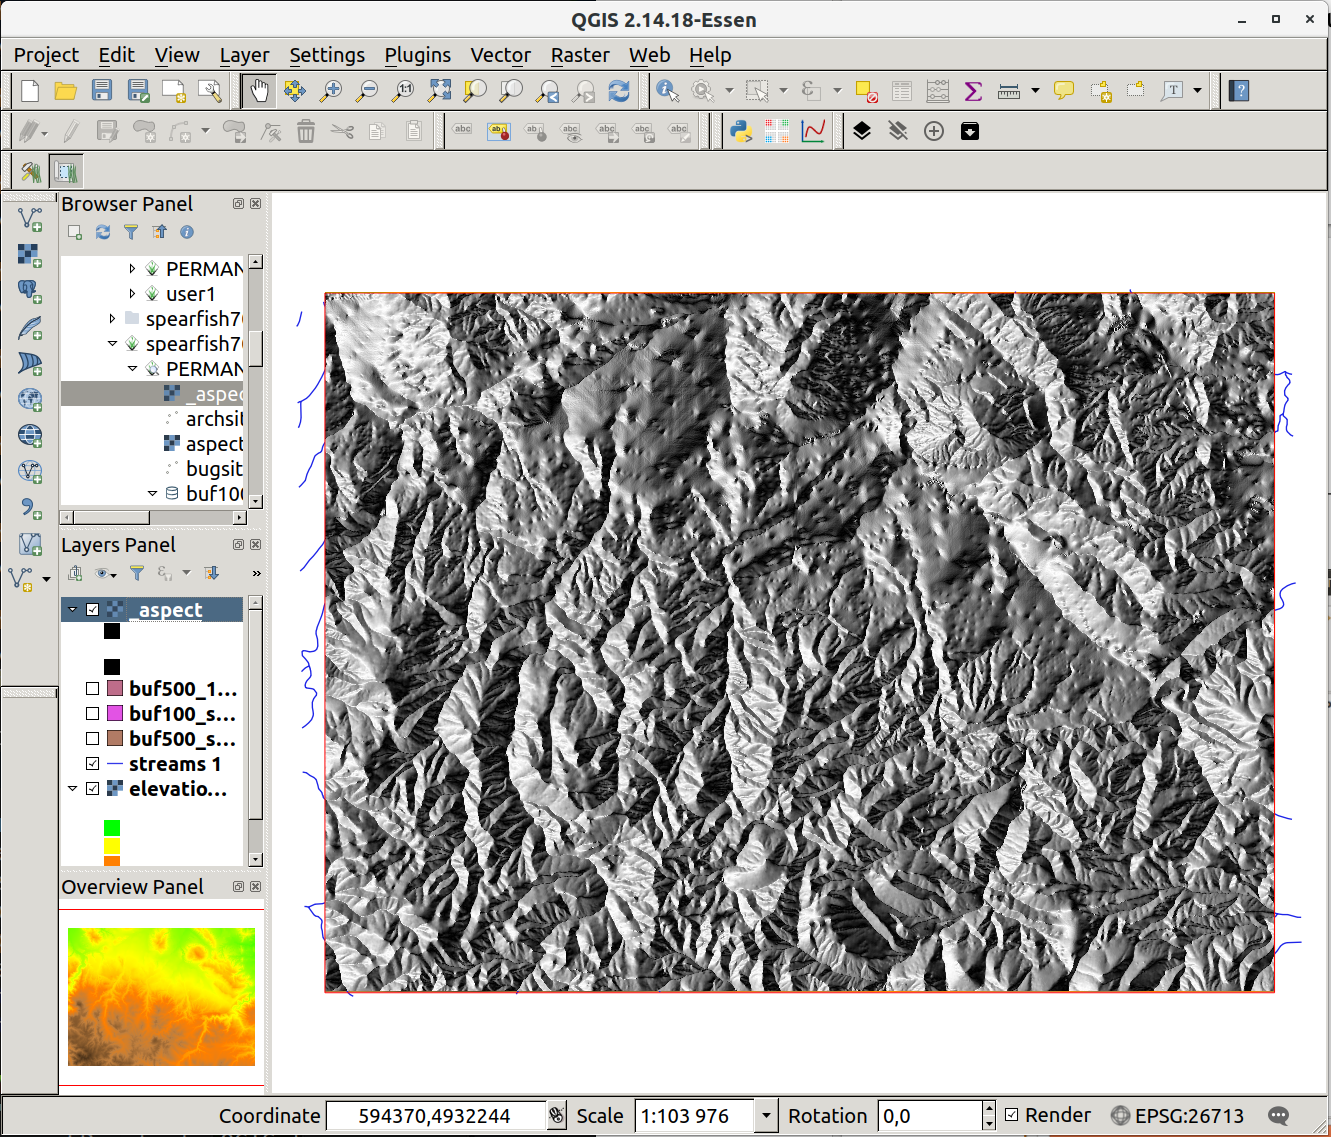 QGIS 2.14.18-Essen
Project Edit View Layer Settings Plugins Vector Raster Web Help
Browser Panel
PERMAN
user1
spearfish7
spearfish7
PERMAN
_aspec
archsit
aspect
bugsit
buf10
Layers Panel
_aspect
buf500_1...
buf100_s...
buf500_s...
streams 1
elevatio...
Overview Panel
Coordinate 594370,4932244 Scale 1:103 976 Rotation 0,0 Render EPSG:26713